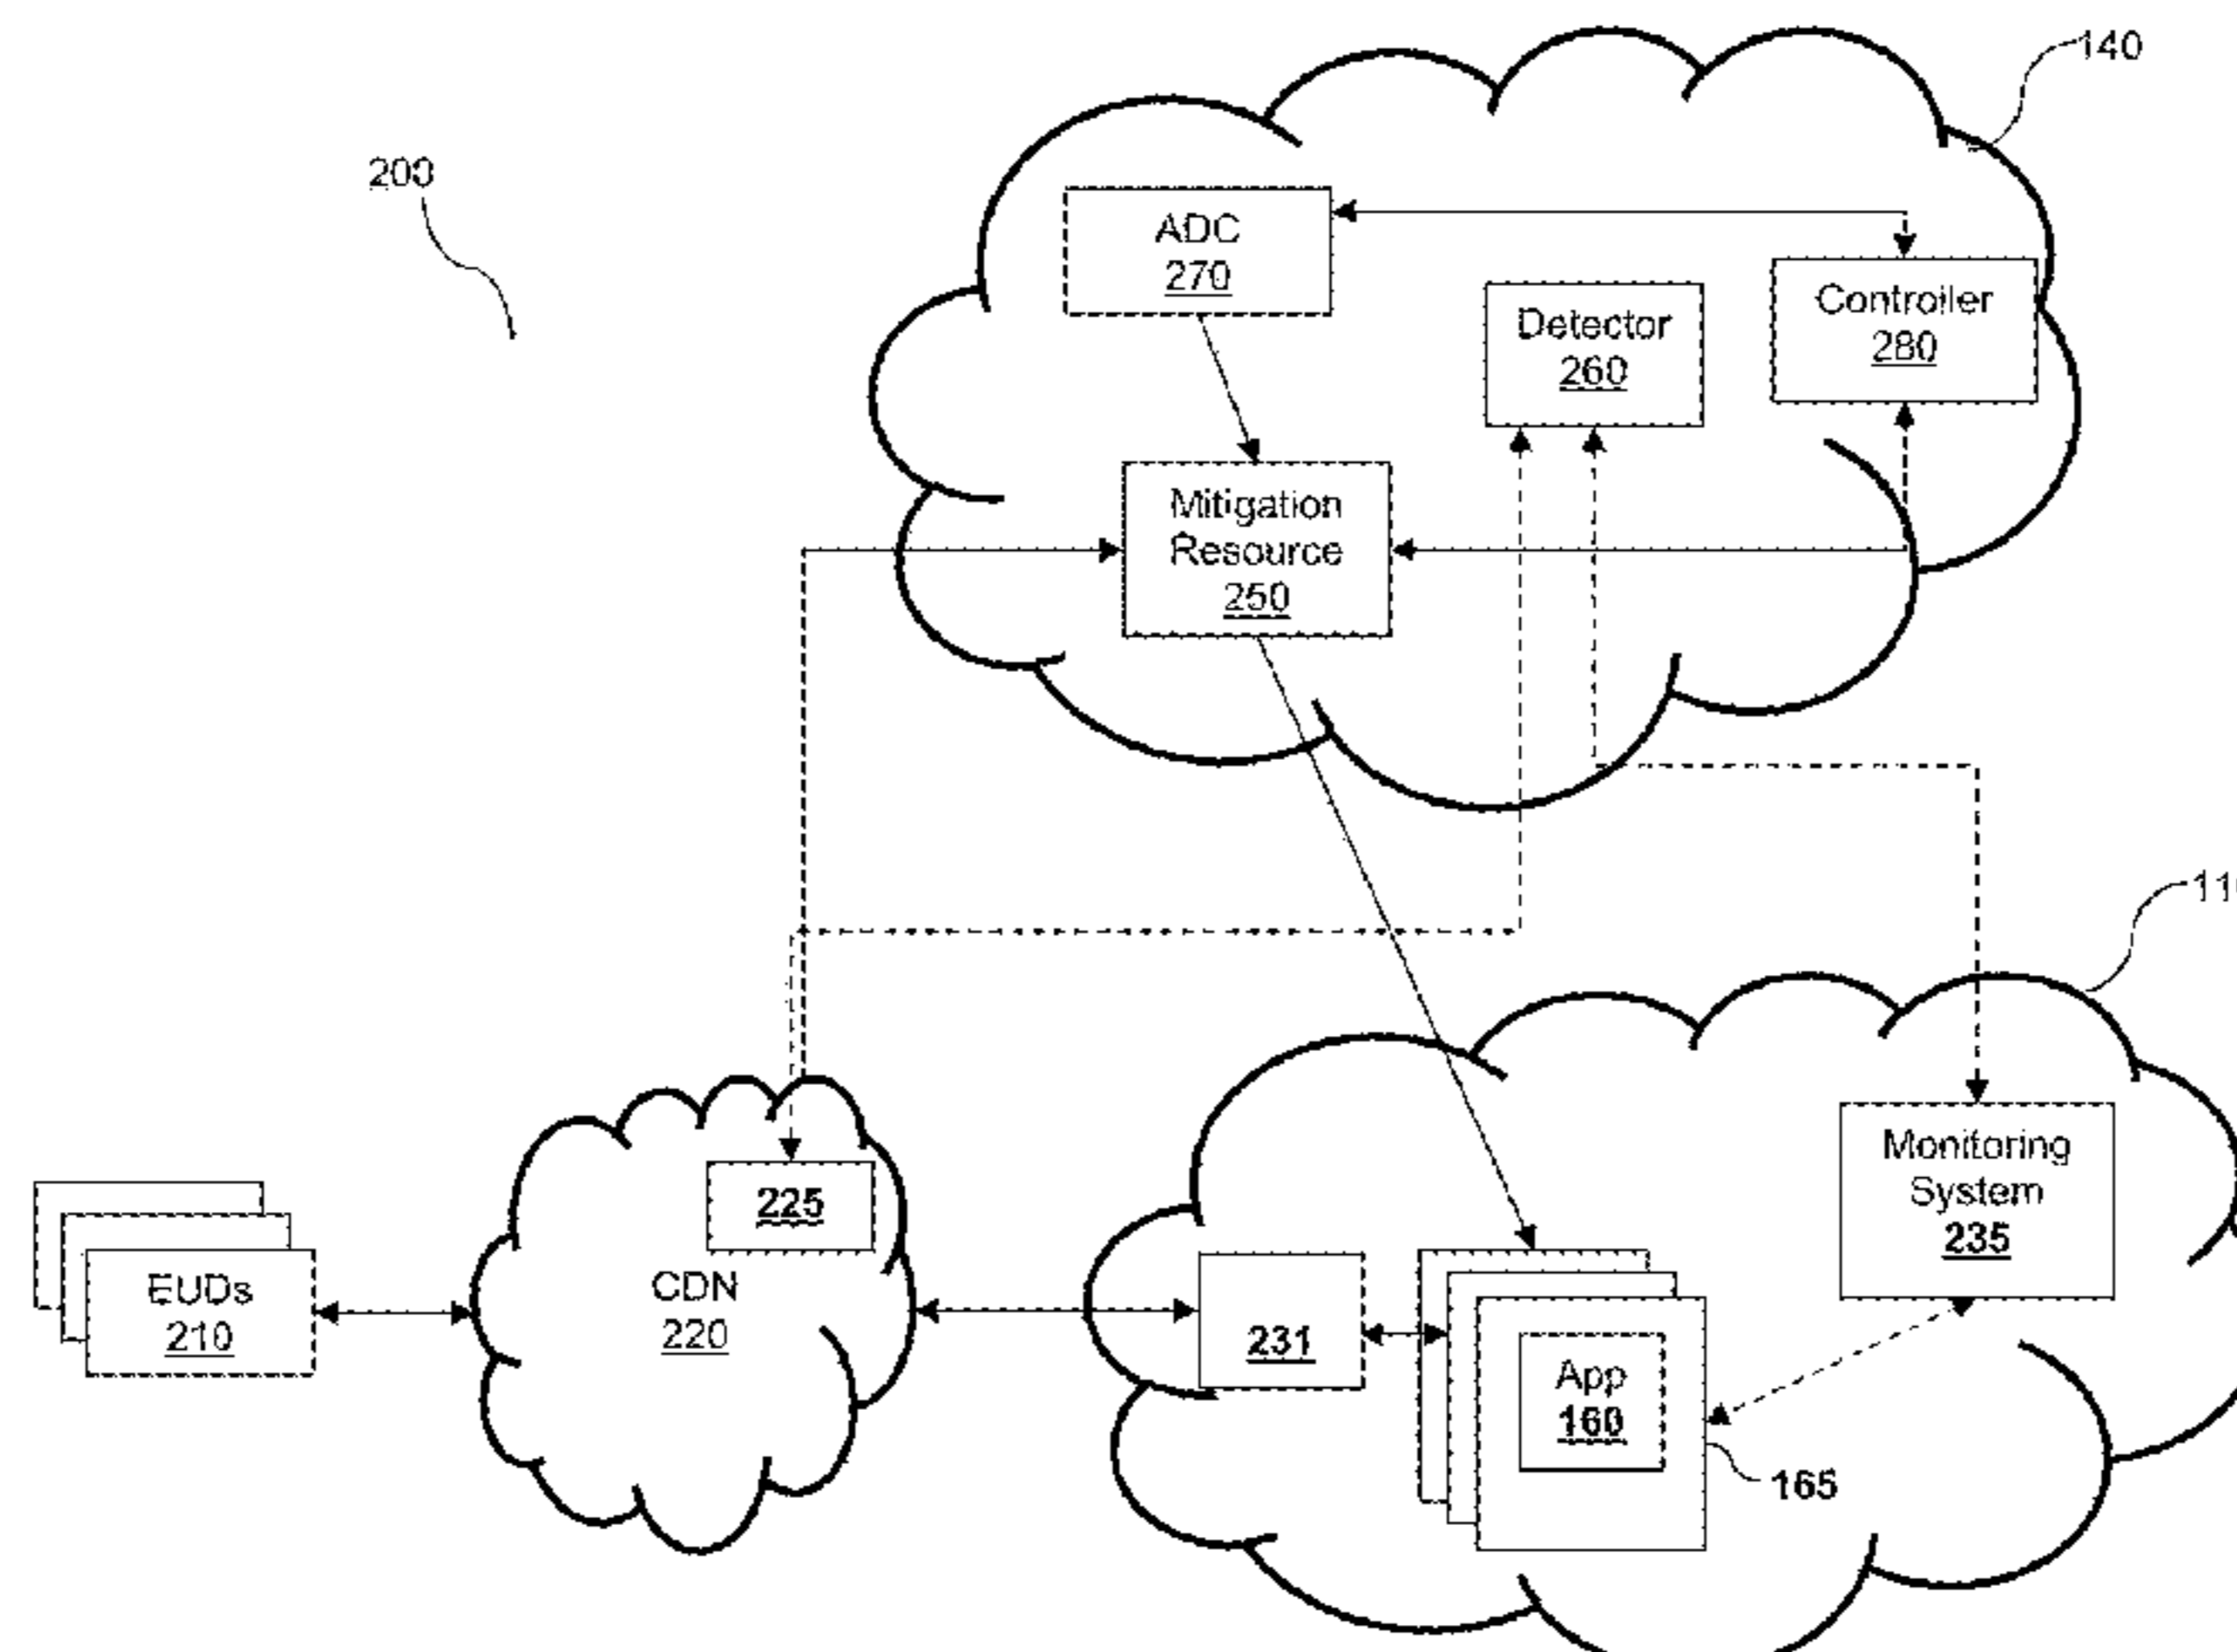 140
200
ADC
270
Detector
260
Controller
280
Mitigation
Resource
250
Monitoring
System
235
225
EUDs
210
CDN
220
231
App
160
165